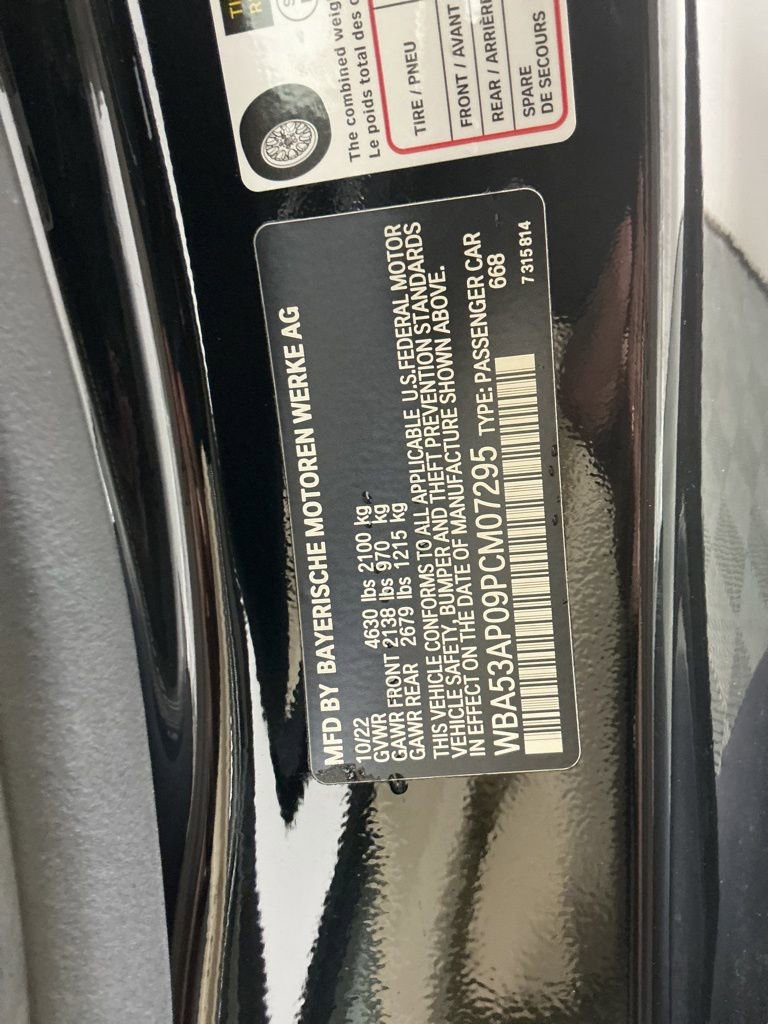 MFD BY BAYERISCHE MOTOREN WERKE AG
10/22
GVWR 4630 lbs 2100 kg
GAWR FRONT 2138 lbs 970 kg
GAWR REAR 2679 lbs 1215 kg
THIS VEHICLE CONFORMS TO ALL APPLICABLE U.S.FEDERAL MOTOR
VEHICLE SAFETY, BUMPER AND THEFT PREVENTION STANDARDS
IN EFFECT ON THE DATE OF MANUFACTURE SHOWN ABOVE.
WBA53AP09PCM07295 TYPE: PASSENGER CAR
668
7315814
The combined weig
Le poids total des
TIRE / PNEU
FRONT / AVANT
REAR / ARRIÈRE
SPARE
DE SECOURS